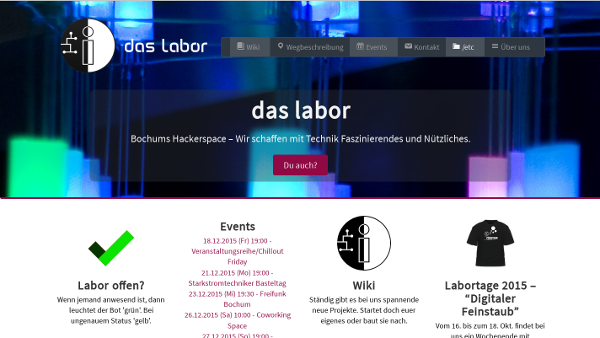 das Labor
Wiki
Wegbeschreibung
Events
Kontakt
/etc
Über uns
das labor
Bochums Hackerspace – Wir schaffen mit Technik Faszinierendes und Nützliches.
Du auch?
Labor offen?
Wenn jemand anwesend ist, dann
leuchtet der Bot 'grün'. Bei
ungenauem Status 'gelb'.
Events
18.12.2015 (Fr) 19:00 -
Veranstaltungsreihe/Chillout
Friday
21.12.2015 (Mo) 19:00 -
Starkstromtechniker Basteltag
23.12.2015 (Mi) 19:30 - Freifunk
Bochum
26.12.2015 (Sa) 10:00 - Coworking
Space
27.12.2015 (So) 19:00 -
Wiki
Ständig gibt es bei uns spannende
neue Projekte. Startet doch euer
eigenes oder baut sie nach.
Labortage 2015 –
“Digitaler
Feinstaub”
Vom 16. bis zum 18. Okt. findet bei
uns ein Wochenende mit